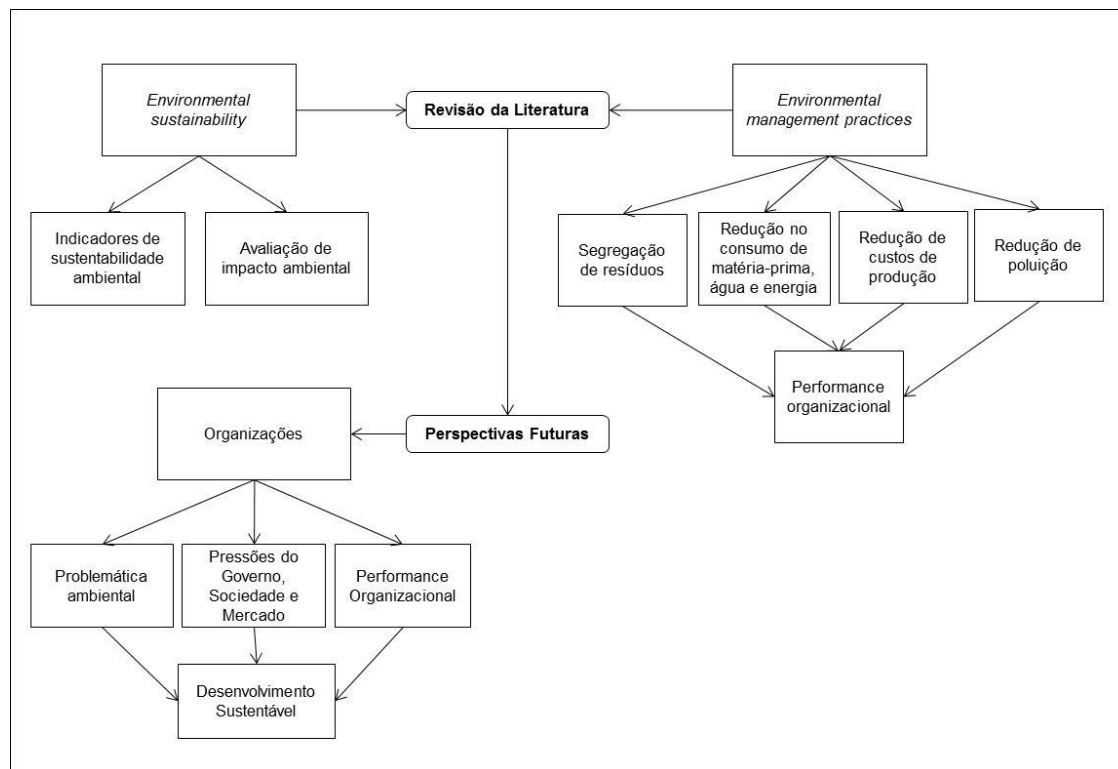 Environmental
sustainability
Revisão da Literatura
Environmental
management practices
Indicadores de
sustentabilidade
ambiental
Avaliação de
impacto ambiental
Segregação
de resíduos
Redução no
consumo de
matéria-prima,
água e energia
Redução de
custos de
produção
Redução de
poluição
Performance
organizacional
Organizações
Perspectivas Futuras
Problemática
ambiental
Pressões do
Governo,
Sociedade e
Mercado
Performance
Organizacional
Desenvolvimento
Sustentável